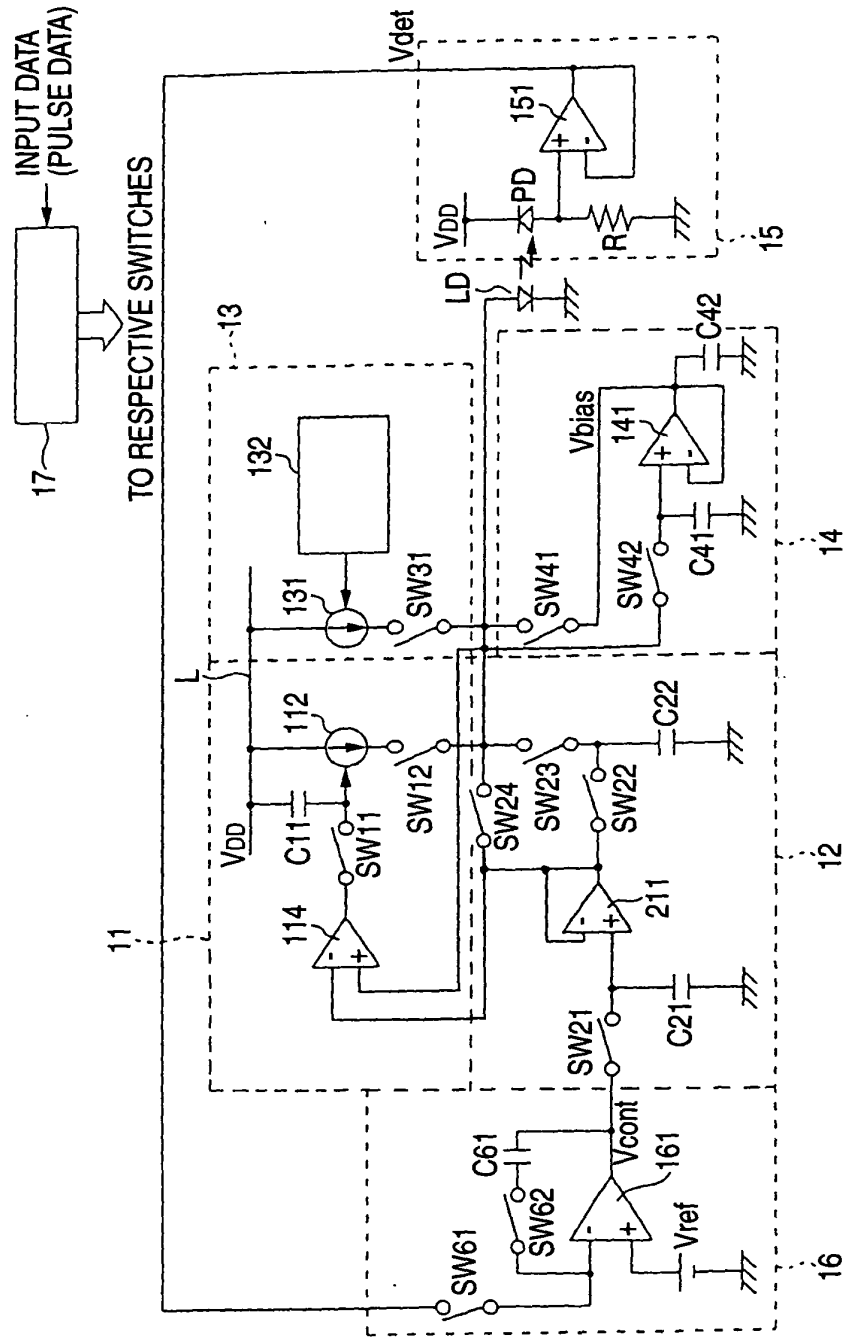 INPUT DATA
(PULSE DATA)
17
TO RESPECTIVE SWITCHES
Vdet
13
132
131
SW31
L
VDD
C11
112
SW11
SW12
114
-
+
11
VDD
PD
151
+
-
R
15
LD
SW41
Vbias
SW42
141
+
-
C41
C42
14
SW24
SW23
SW22
C22
211
-
+
SW21
C21
12
C61
SW62
SW61
Vcont
161
-
+
Vref
16